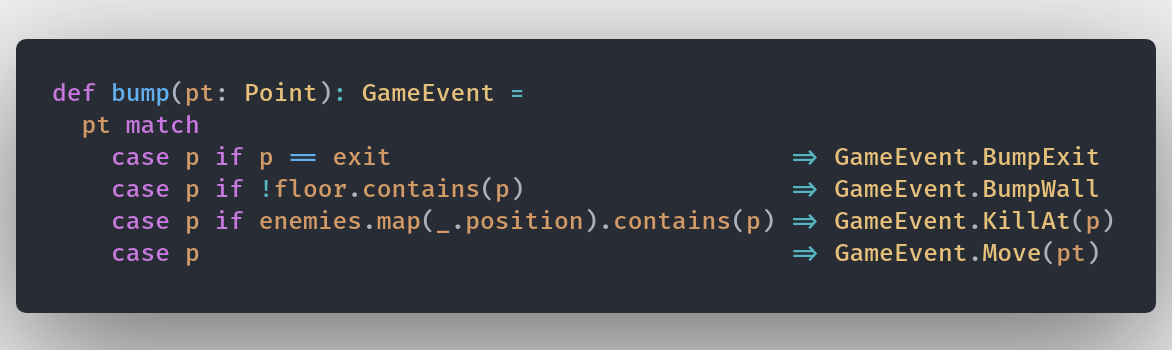 def bump(pt: Point): GameEvent =
  pt match
    case p if p == exit                           => GameEvent.BumpExit
    case p if !floor.contains(p)                  => GameEvent.BumpWall
    case p if enemies.map(_.position).contains(p) => GameEvent.KillAt(p)
    case p                                        => GameEvent.Move(pt)